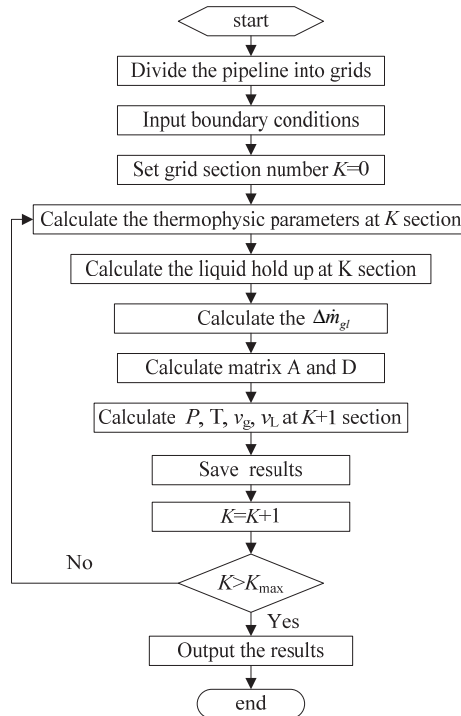 start
Divide the pipeline into grids
Input boundary conditions
Set grid section number K=0
Calculate the thermophysic parameters at K section
Calculate the liquid hold up at K section
Calculate the Δṁgl
Calculate matrix A and D
Calculate P, T, vg, vL at K+1 section
Save results
K=K+1
No
K>Kmax
Yes
Output the results
end